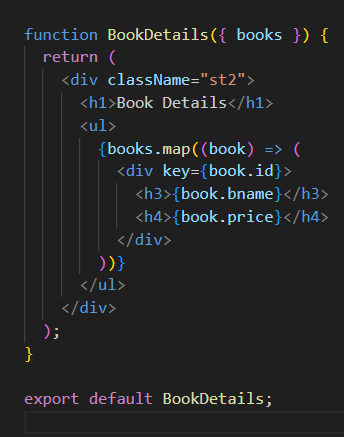 function BookDetails({ books }) {
  return (
    <div className="st2">
      <h1>Book Details</h1>
      <ul>
        {books.map((book) => (
          <div key={book.id}>
            <h3>{book.bname}</h3>
            <h4>{book.price}</h4>
          </div>
        ))}
      </ul>
    </div>
  );
}

export default BookDetails;